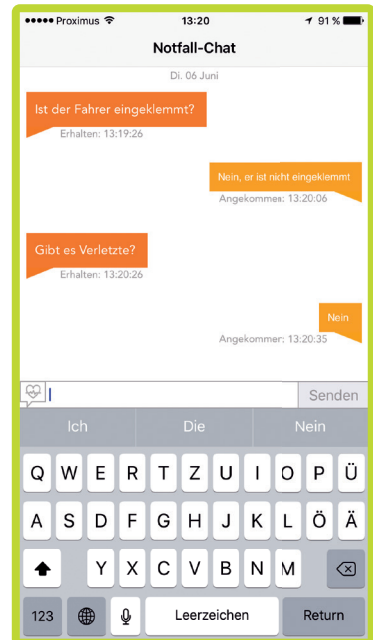 Proximus 13:20 91 %
Notfall-Chat
Di. 06 Juni
Ist der Fahrer eingeklemmt?
Erhalten: 13:19:26
Nein, er ist nicht eingeklemmt
Angekommes: 13:20:06
Gibt es Verletzte?
Erhalten: 13:20:26
Nein
Angekommer: 13:20:35
Senden
Ich Die Nein
Q W E R T Z U I O P Ü
A S D F G H J K L Ö Ä
Y X C V B N M
123 Leerzeichen Return